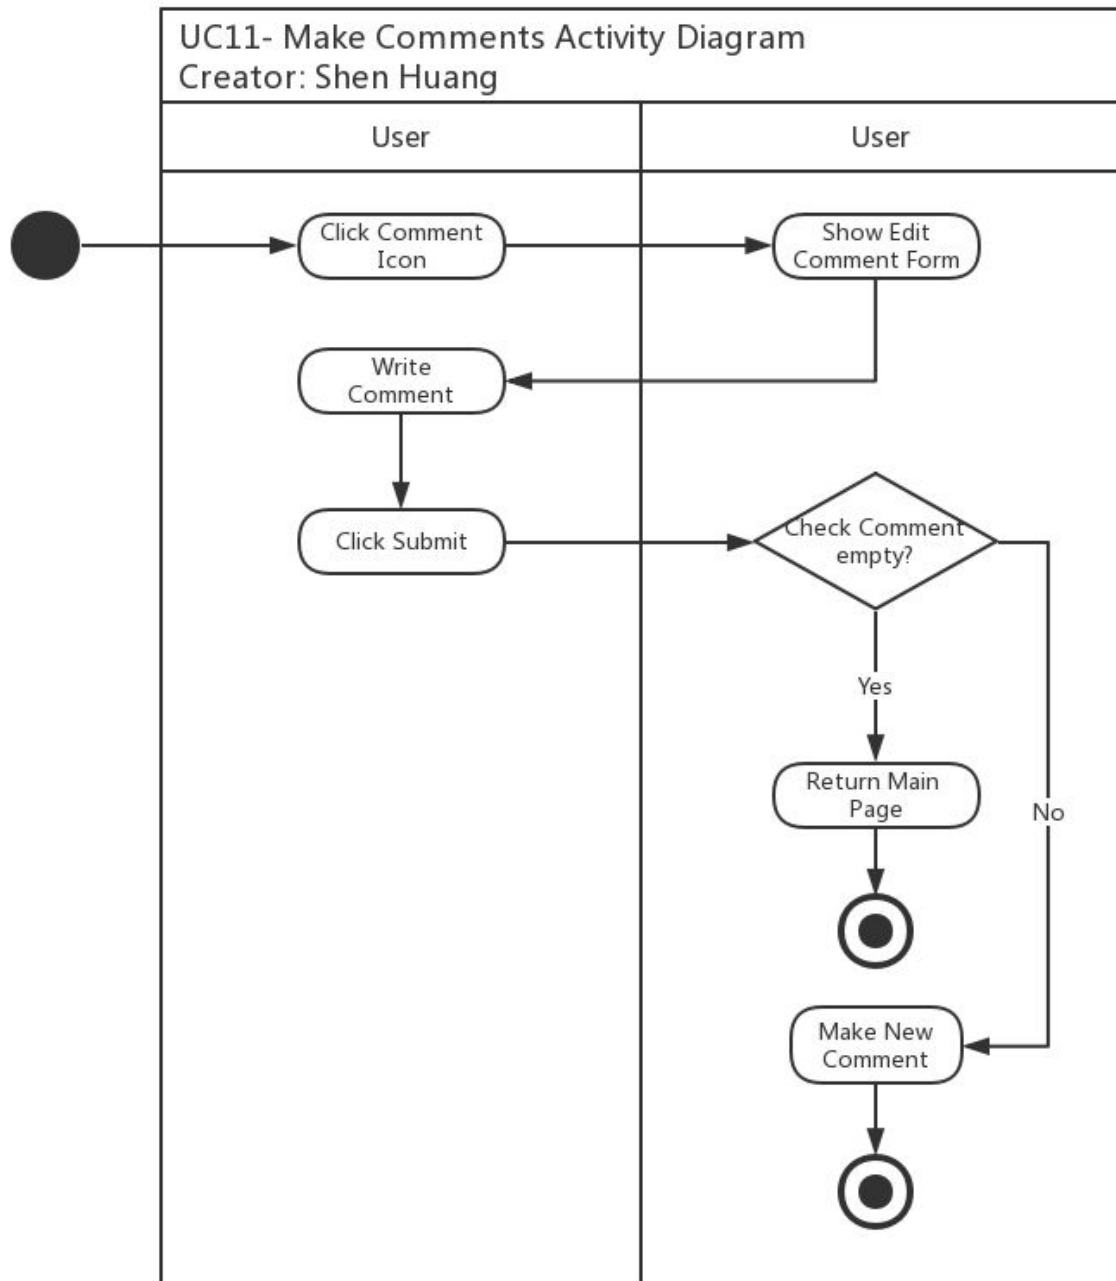 UC11- Make Comments Activity Diagram
Creator: Shen Huang
User
User
Click Comment
Icon
Show Edit
Comment Form
Write
Comment
Click Submit
Check Comment
empty?
Yes
Return Main
Page
No
Make New
Comment